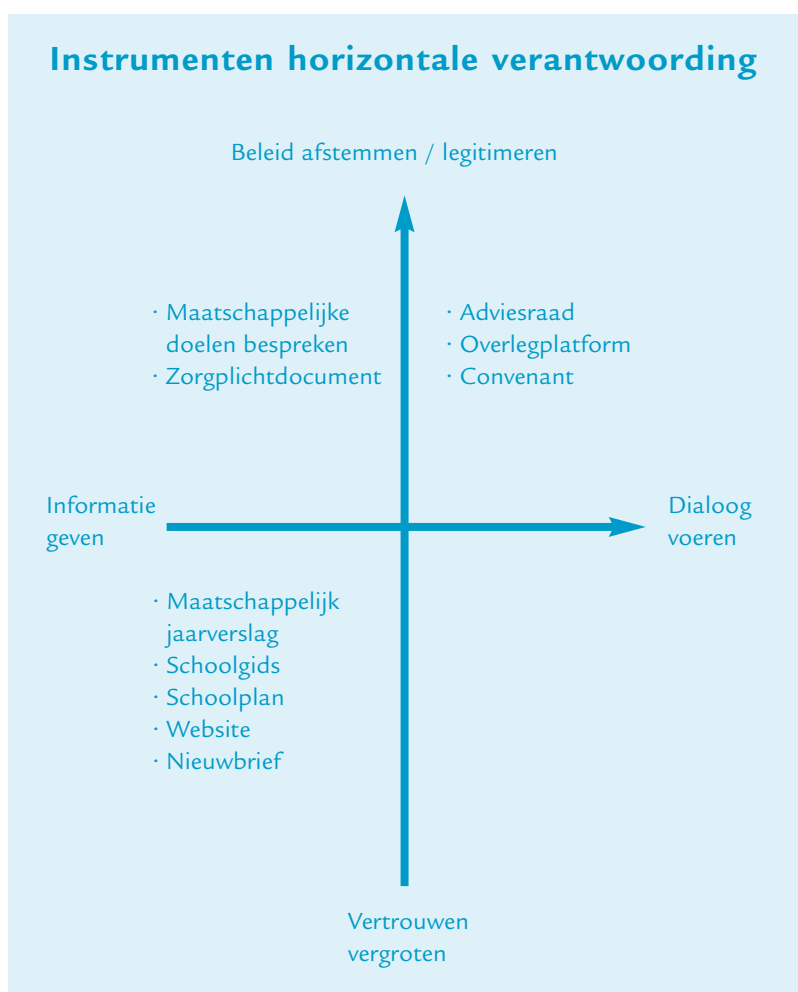 Instrumenten horizontale verantwoording
Beleid afstemmen / legitimeren
· Maatschappelijke
doelen bespreken
· Zorgplichtdocument
· Adviesraad
· Overlegplatform
· Convenant
Informatie
geven
Dialoog
voeren
· Maatschappelijk
jaarverslag
· Schoolgids
· Schoolplan
· Website
· Nieuwbrief
Vertrouwen
vergroten